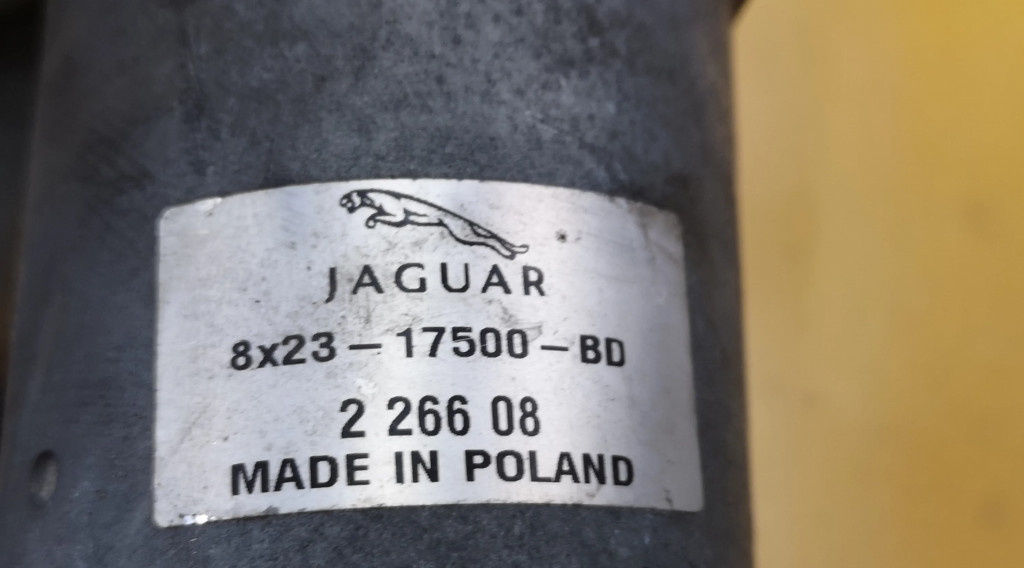 JAGUAR
8x23-17500-BD
2 266 08
MADE IN POLAND